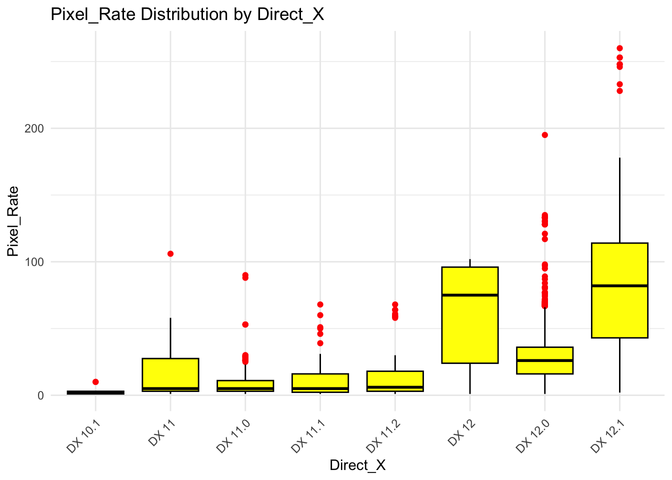 Pixel_Rate Distribution by Direct_X
Pixel_Rate
200
100
0
DX 10.1
DX 11
DX 11.0
DX 11.1
DX 11.2
DX 12
DX 12.0
DX 12.1
Direct_X